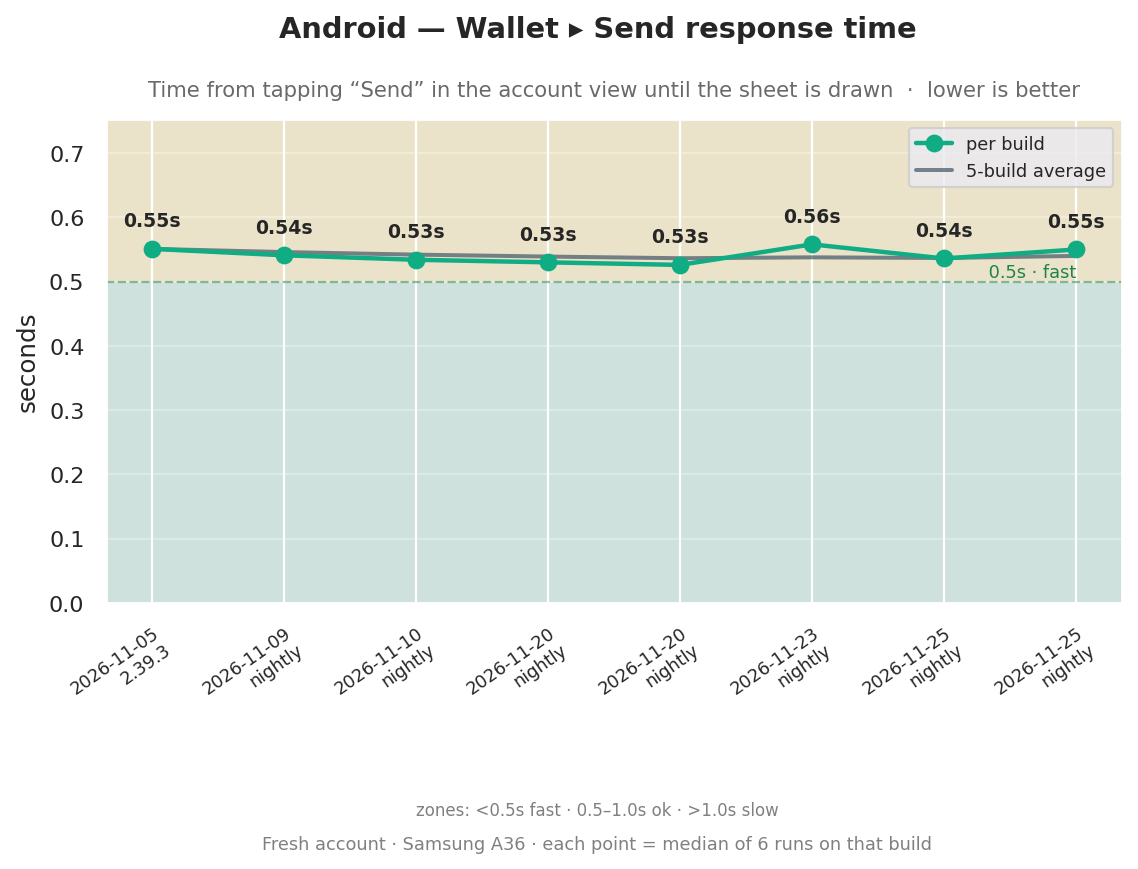 Android — Wallet ▸ Send response time
Time from tapping “Send” in the account view until the sheet is drawn · lower is better
per build
5-build average
0.7
0.6
0.5
0.4
0.3
0.2
0.1
0.0
seconds
0.55s
0.54s
0.53s
0.53s
0.53s
0.56s
0.54s
0.55s
0.5s · fast
2026-11-05
2.39.3
2026-11-09
nightly
2026-11-10
nightly
2026-11-20
nightly
2026-11-20
nightly
2026-11-23
nightly
2026-11-25
nightly
2026-11-25
nightly
zones: <0.5s fast · 0.5–1.0s ok · >1.0s slow
Fresh account · Samsung A36 · each point = median of 6 runs on that build